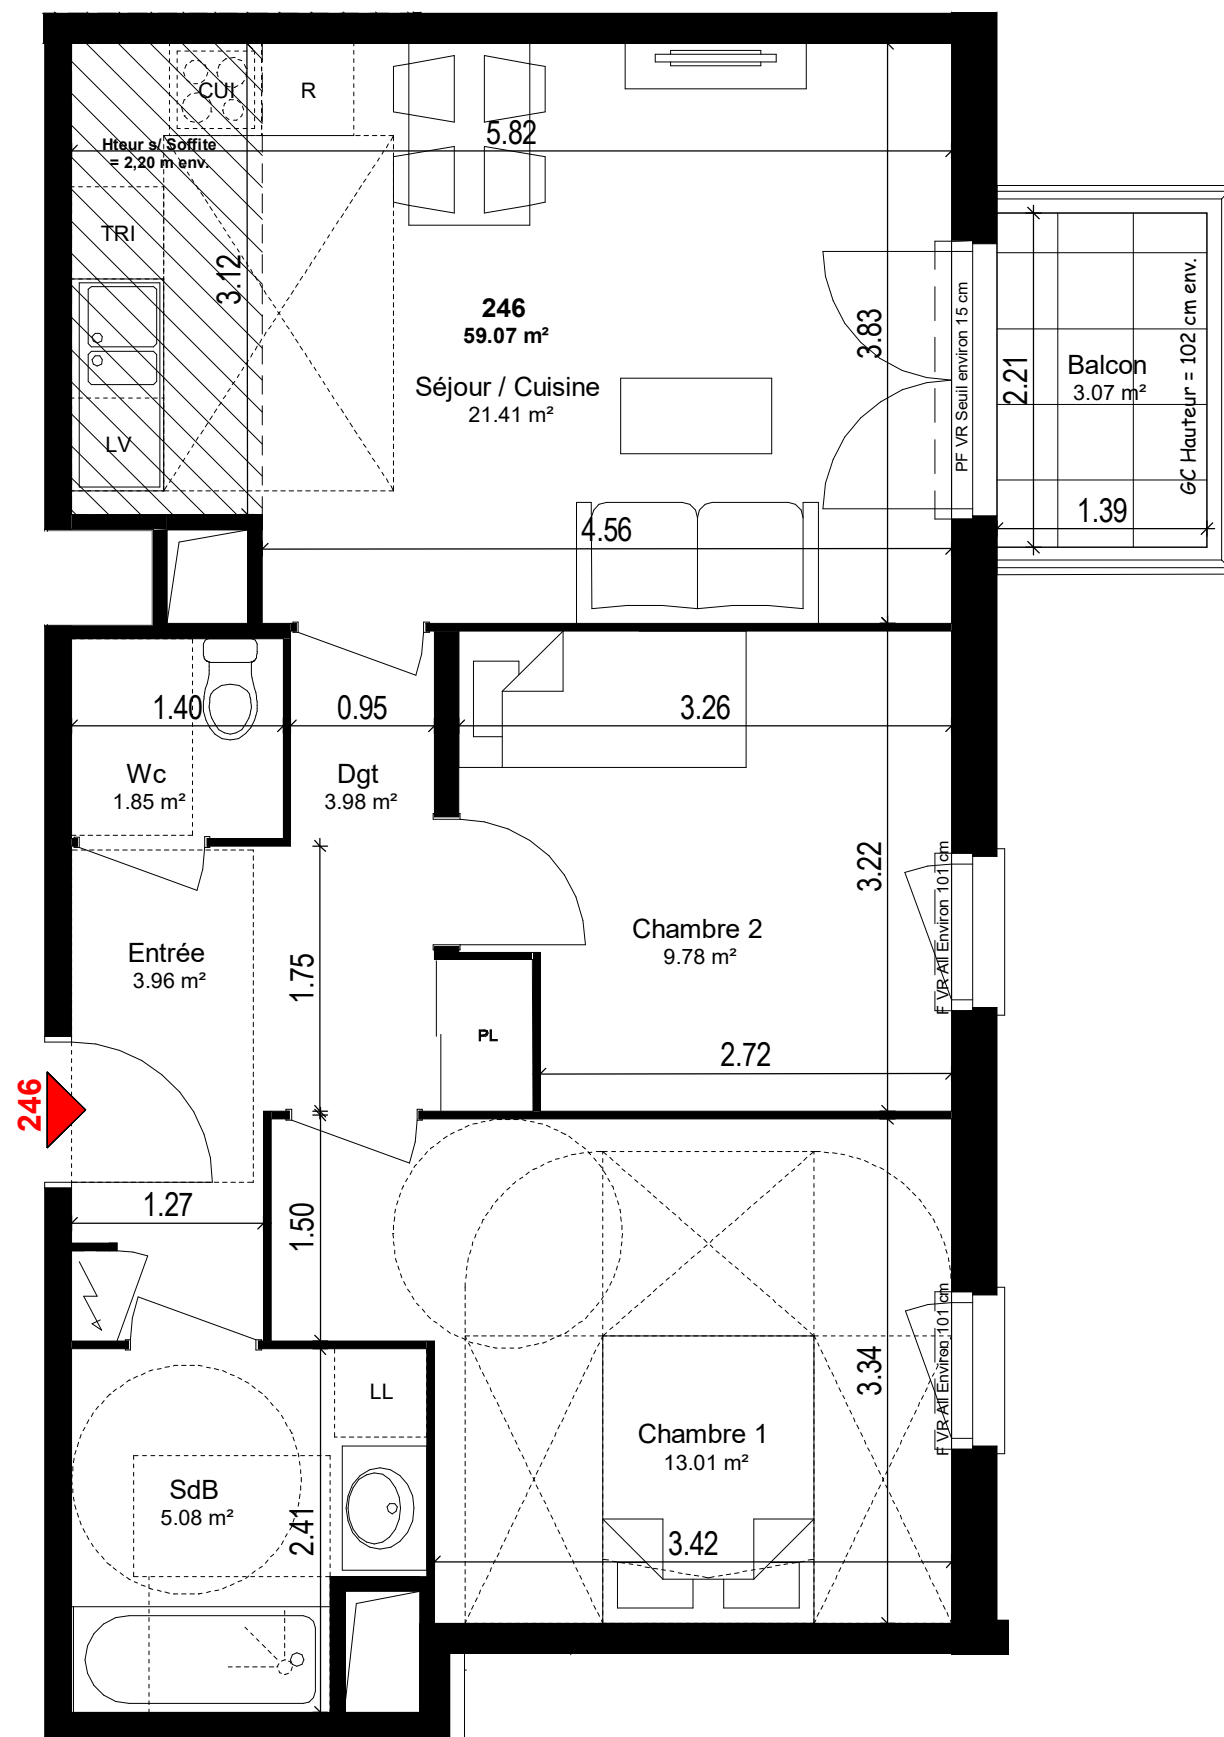 CUI
R
Hteur s/ Soffite
= 2,20 m env.
5.82
TRI
3.12
246
59.07 m²
Séjour / Cuisine
21.41 m²
3.83
PF VR Seuil environ 15 cm
2.21
Balcon
3.07 m²
GC Hauteur = 102 cm env.
LV
1.39
4.56
1.40
0.95
3.26
Wc
1.85 m²
Dgt
3.98 m²
3.22
F VR All Environ 101 cm
Chambre 2
9.78 m²
Entrée
3.96 m²
1.75
PL
2.72
246
1.27
1.50
F VR All Environ 101 cm
3.34
LL
Chambre 1
13.01 m²
SdB
5.08 m²
2.41
3.42